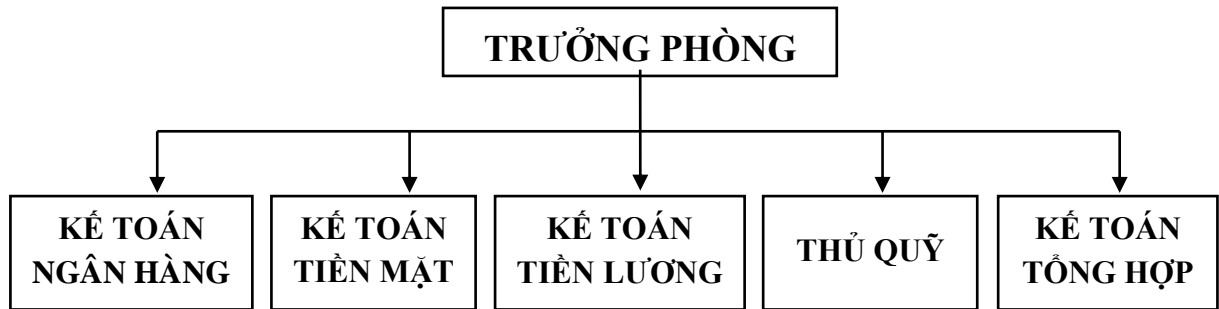 TRƯỞNG PHÒNG
KẾ TOÁN
NGÂN HÀNG
KẾ TOÁN
TIỀN MẶT
KẾ TOÁN
TIỀN LƯƠNG
THỦ QUỸ
KẾ TOÁN
TỔNG HỢP